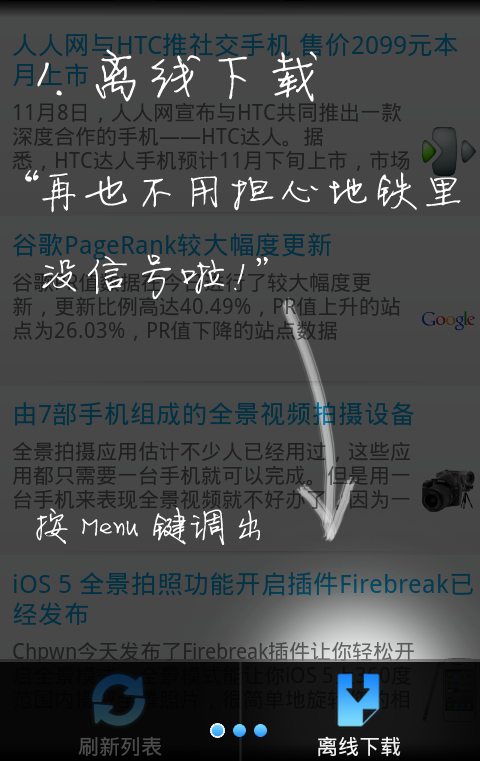 人人网与HTC推社交手机 售价2099元本
月上市
1. 离线下载
11月8日，人人网宣布与HTC共同推出一款
深度合作的手机——HTC达人。据
悉，HTC达人手机预计11月下旬上市，市场
“再也不用担心地铁里
谷歌PageRank较大幅度更新
没信号啦！”
更新，更新比例高达40.49%，PR值上升的站
点为26.03%，PR值下降的站点数据
Google
由7部手机组成的全景视频拍摄设备
全景拍摄应用估计不少人已经用过，这些应
用都只需要一台手机就可以完成。但是用一
台手机来表现全景视频就不好办了，因为一
按Menu键调出
iOS 5 全景拍照功能开启插件Firebreak已
经发布
Chpwn今天发布了Firebreak插件让你轻松开
刷新列表
离线下载